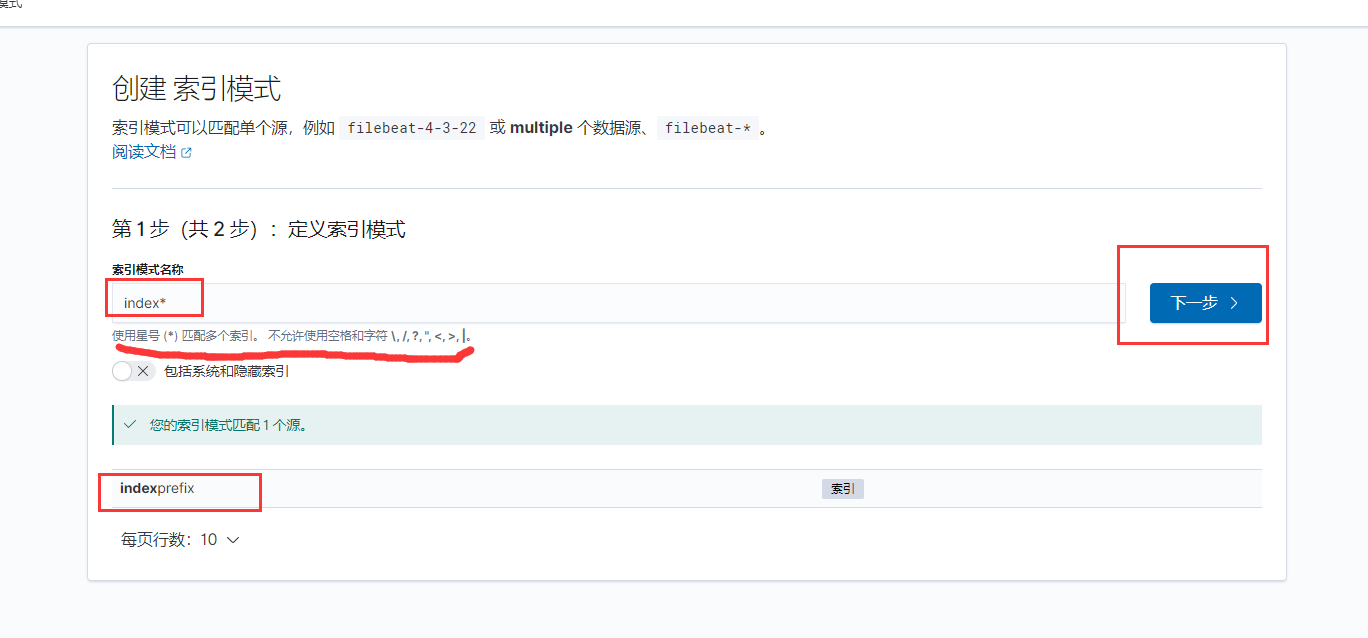 模式
创建 索引模式
索引模式可以匹配单个源，例如 filebeat-4-3-22 或 multiple 个数据源、 filebeat-* 。
阅读文档
第 1 步（共 2 步）：定义索引模式
索引模式名称
index*
下一步
使用星号 (*) 匹配多个索引。 不允许使用空格和字符 \, /, ?, ", <, >, |。
包括系统和隐藏索引
您的索引模式匹配 1 个源。
indexprefix 索引
每页行数：10